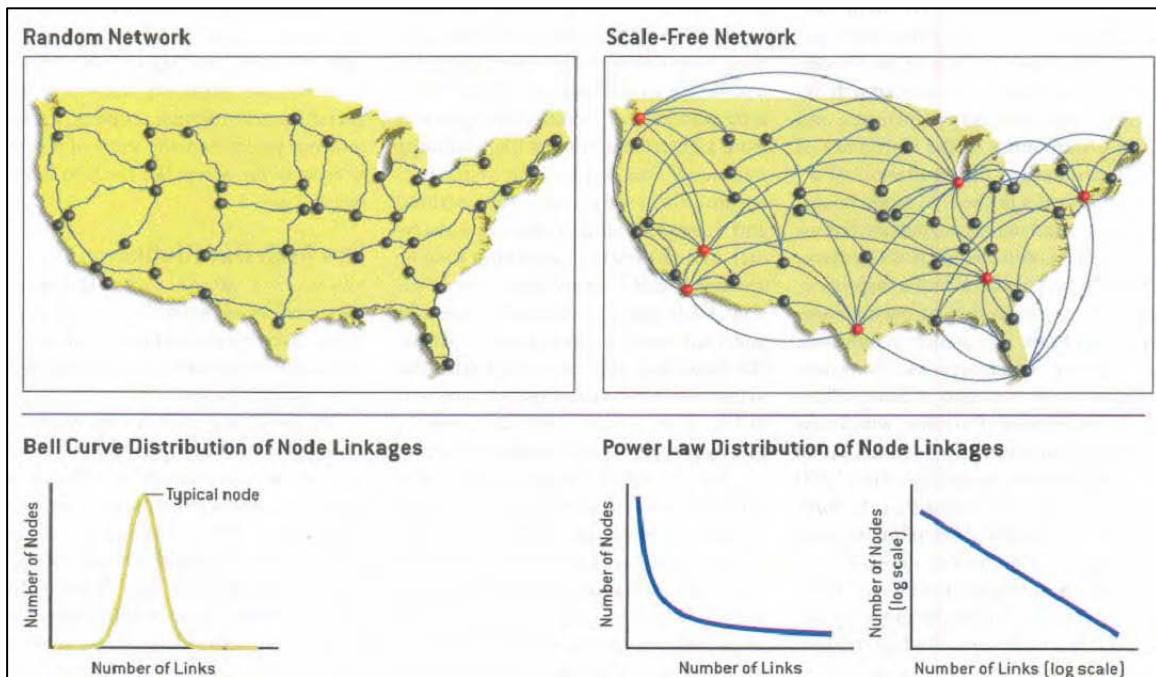 Random Network
Scale-Free Network
Bell Curve Distribution of Node Linkages
Typical node
Number of Nodes
Number of Links
Power Law Distribution of Node Linkages
Number of Nodes
Number of Links
Number of Nodes
(log scale)
Number of Links (log scale)